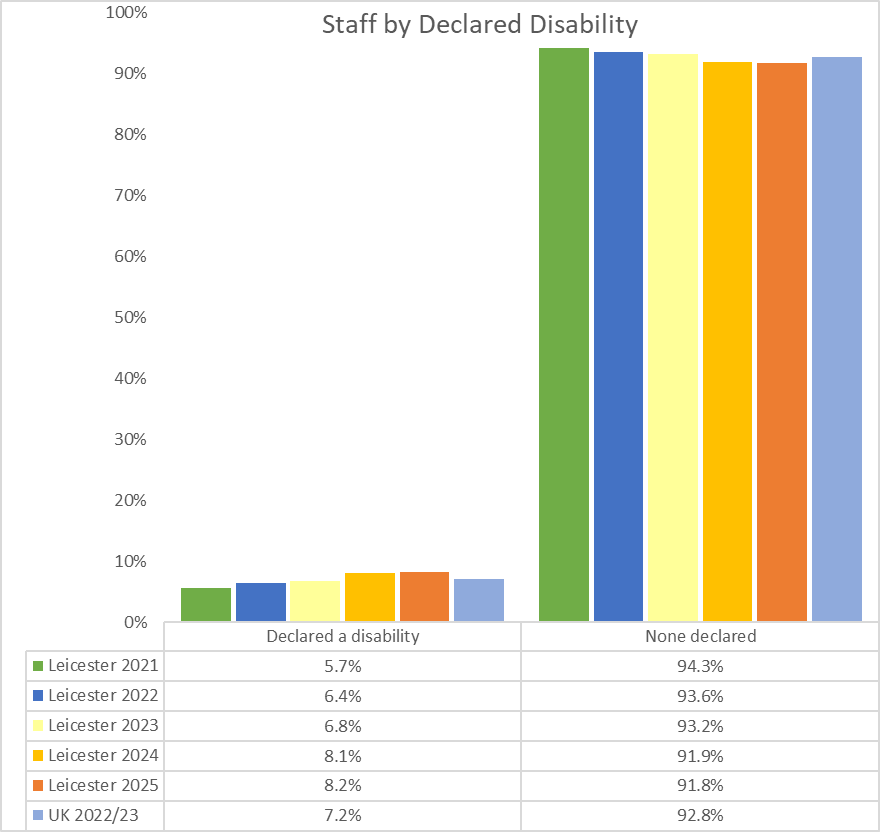 Staff by Declared Disability
100%
90%
80%
70%
60%
50%
40%
30%
20%
10%
0%
Declared a disability None declared
Leicester 2021 5.7% 94.3%
Leicester 2022 6.4% 93.6%
Leicester 2023 6.8% 93.2%
Leicester 2024 8.1% 91.9%
Leicester 2025 8.2% 91.8%
UK 2022/23 7.2% 92.8%